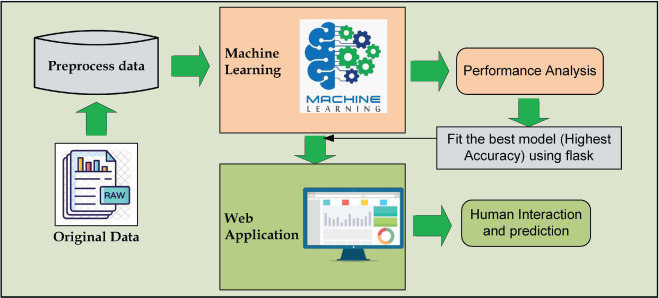 Preprocess data
Machine
Learning
MACHINE
LEARNING
Performance Analysis
Fit the best model (Highest
Accuracy) using flask
RAW
Original Data
Web
Application
Human Interaction
and prediction